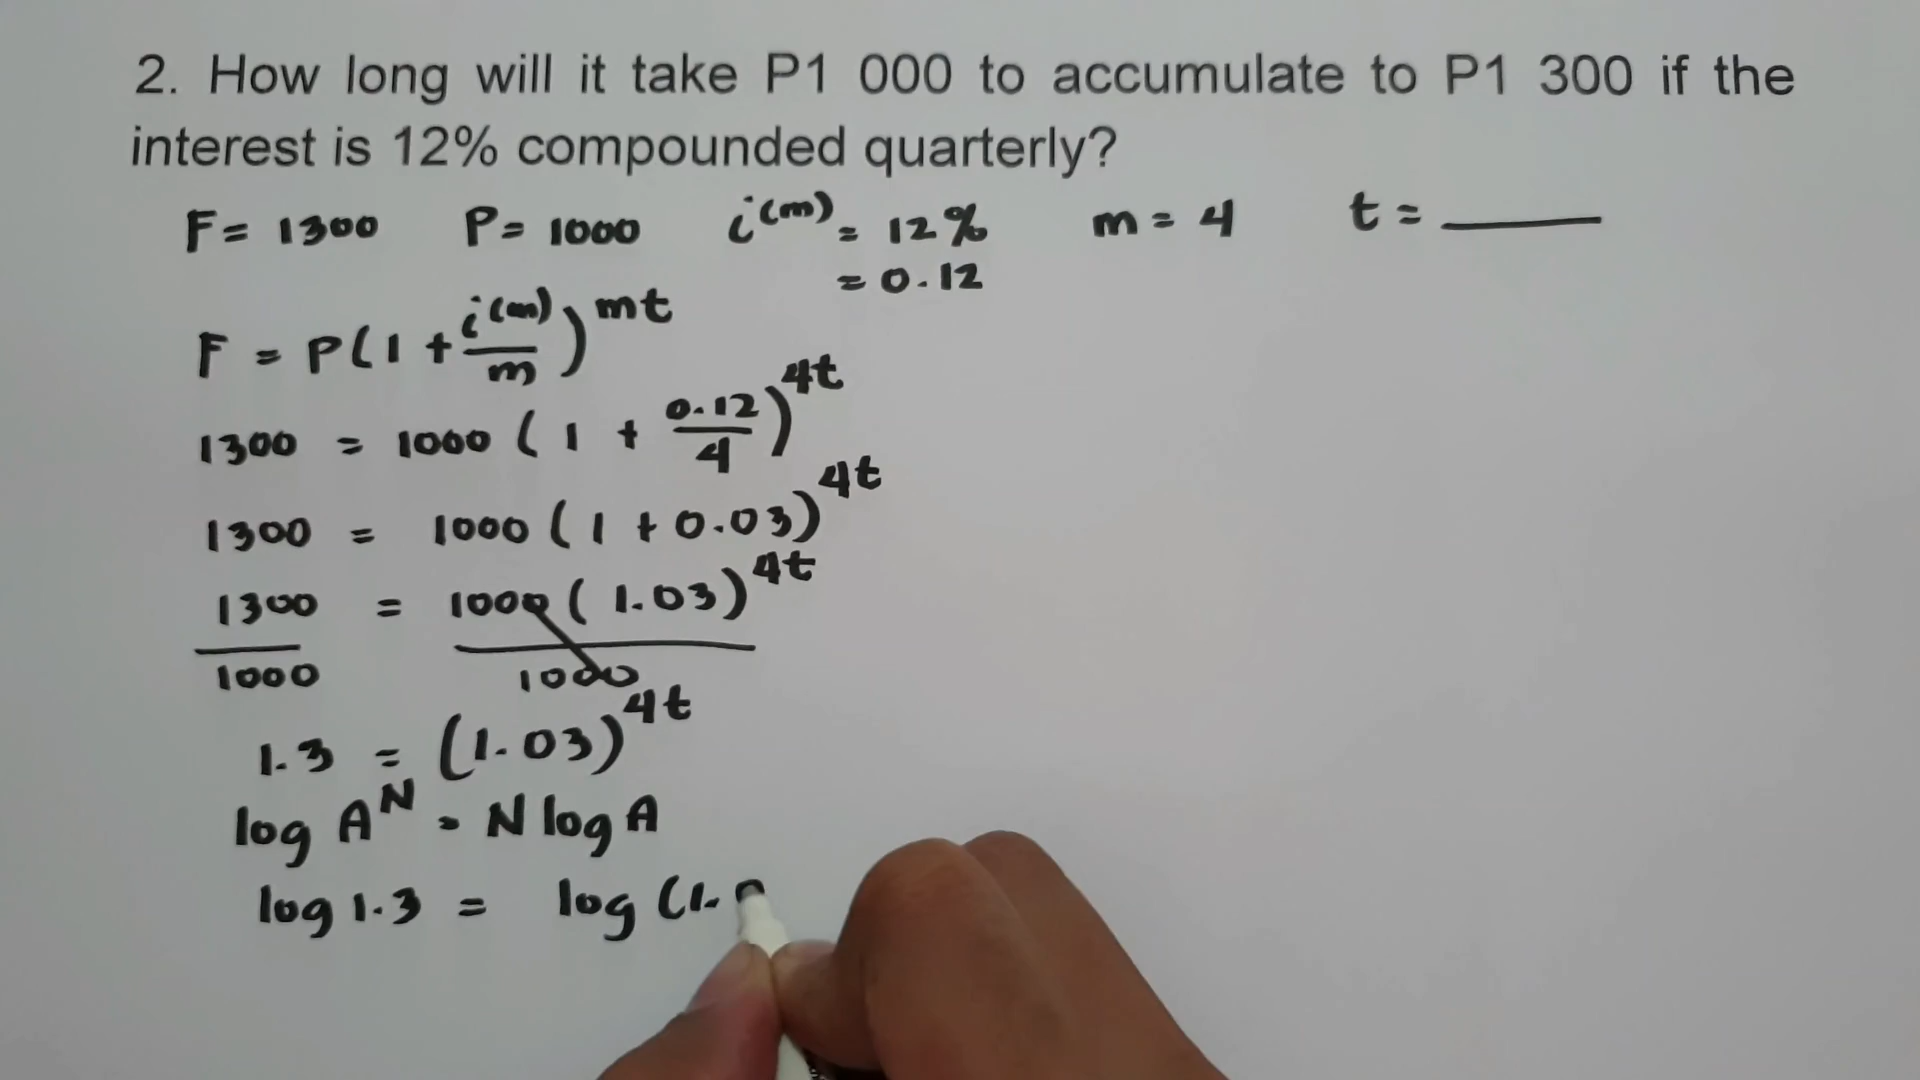 2. How long will it take P1 000 to accumulate to P1 300 if the
interest is 12% compounded quarterly?
F = 1300 P = 1000 i^(m) = 12% m = 4 t = ______
= 0.12
F = P(1 + i^(m)/m)^mt
1300 = 1000 (1 + 0.12/4)^4t
1300 = 1000 (1 + 0.03)^4t
1300/1000 = 1000 (1.03)^4t/1000
1.3 = (1.03)^4t
log A^N = N log A
log 1.3 = log (1.0